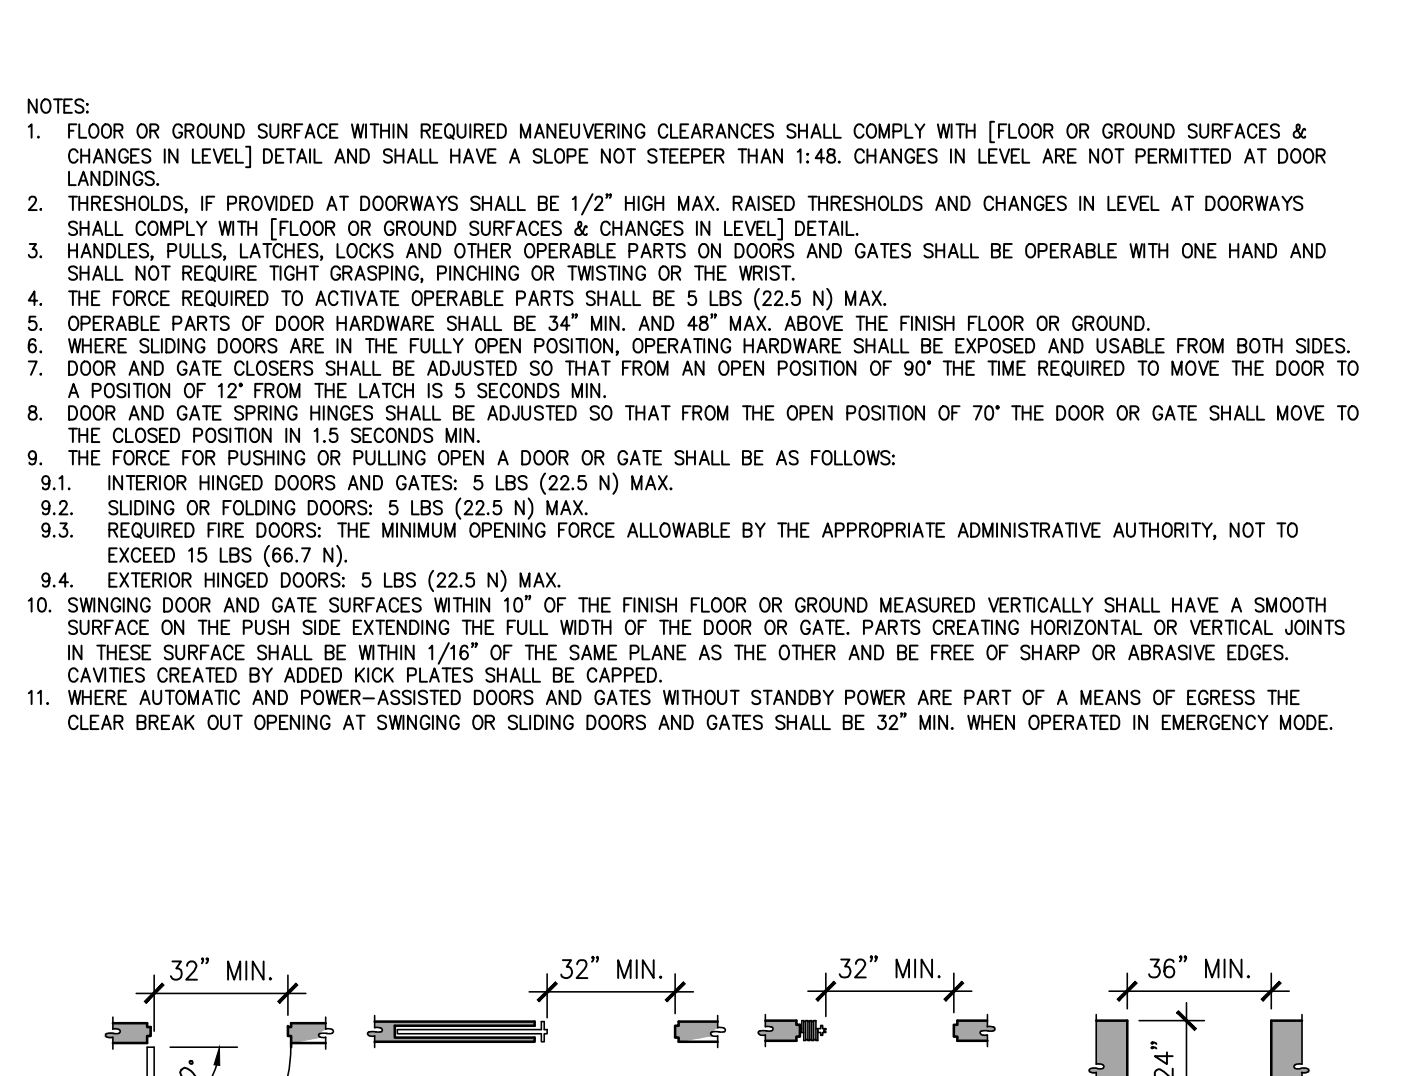 NOTES:
1. FLOOR OR GROUND SURFACE WITHIN REQUIRED MANEUVERING CLEARANCES SHALL COMPLY WITH [FLOOR OR GROUND SURFACES &
CHANGES IN LEVEL] DETAIL AND SHALL HAVE A SLOPE NOT STEEPER THAN 1:48. CHANGES IN LEVEL ARE NOT PERMITTED AT DOOR
LANDINGS.
2. THRESHOLDS, IF PROVIDED AT DOORWAYS SHALL BE 1/2” HIGH MAX. RAISED THRESHOLDS AND CHANGES IN LEVEL AT DOORWAYS
SHALL COMPLY WITH [FLOOR OR GROUND SURFACES & CHANGES IN LEVEL] DETAIL.
3. HANDLES, PULLS, LATCHES, LOCKS AND OTHER OPERABLE PARTS ON DOORS AND GATES SHALL BE OPERABLE WITH ONE HAND AND
SHALL NOT REQUIRE TIGHT GRASPING, PINCHING OR TWISTING OR THE WRIST.
4. THE FORCE REQUIRED TO ACTIVATE OPERABLE PARTS SHALL BE 5 LBS (22.5 N) MAX.
5. OPERABLE PARTS OF DOOR HARDWARE SHALL BE 34” MIN. AND 48” MAX. ABOVE THE FINISH FLOOR OR GROUND.
6. WHERE SLIDING DOORS ARE IN THE FULLY OPEN POSITION, OPERATING HARDWARE SHALL BE EXPOSED AND USABLE FROM BOTH SIDES.
7. DOOR AND GATE CLOSERS SHALL BE ADJUSTED SO THAT FROM AN OPEN POSITION OF 90° THE TIME REQUIRED TO MOVE THE DOOR TO
A POSITION OF 12° FROM THE LATCH IS 5 SECONDS MIN.
8. DOOR AND GATE SPRING HINGES SHALL BE ADJUSTED SO THAT FROM THE OPEN POSITION OF 70° THE DOOR OR GATE SHALL MOVE TO
THE CLOSED POSITION IN 1.5 SECONDS MIN.
9. THE FORCE FOR PUSHING OR PULLING OPEN A DOOR OR GATE SHALL BE AS FOLLOWS:
9.1. INTERIOR HINGED DOORS AND GATES: 5 LBS (22.5 N) MAX.
9.2. SLIDING OR FOLDING DOORS: 5 LBS (22.5 N) MAX.
9.3. REQUIRED FIRE DOORS: THE MINIMUM OPENING FORCE ALLOWABLE BY THE APPROPRIATE ADMINISTRATIVE AUTHORITY, NOT TO
EXCEED 15 LBS (66.7 N).
9.4. EXTERIOR HINGED DOORS: 5 LBS (22.5 N) MAX.
10. SWINGING DOOR AND GATE SURFACES WITHIN 10” OF THE FINISH FLOOR OR GROUND MEASURED VERTICALLY SHALL HAVE A SMOOTH
SURFACE ON THE PUSH SIDE EXTENDING THE FULL WIDTH OF THE DOOR OR GATE. PARTS CREATING HORIZONTAL OR VERTICAL JOINTS
IN THESE SURFACE SHALL BE WITHIN 1/16” OF THE SAME PLANE AS THE OTHER AND BE FREE OF SHARP OR ABRASIVE EDGES.
CAVITIES CREATED BY ADDED KICK PLATES SHALL BE CAPPED.
11. WHERE AUTOMATIC AND POWER-ASSISTED DOORS AND GATES WITHOUT STANDBY POWER ARE PART OF A MEANS OF EGRESS THE
CLEAR BREAK OUT OPENING AT SWINGING OR SLIDING DOORS AND GATES SHALL BE 32” MIN. WHEN OPERATED IN EMERGENCY MODE.
32” MIN.
32” MIN.
32” MIN.
36” MIN.
24”